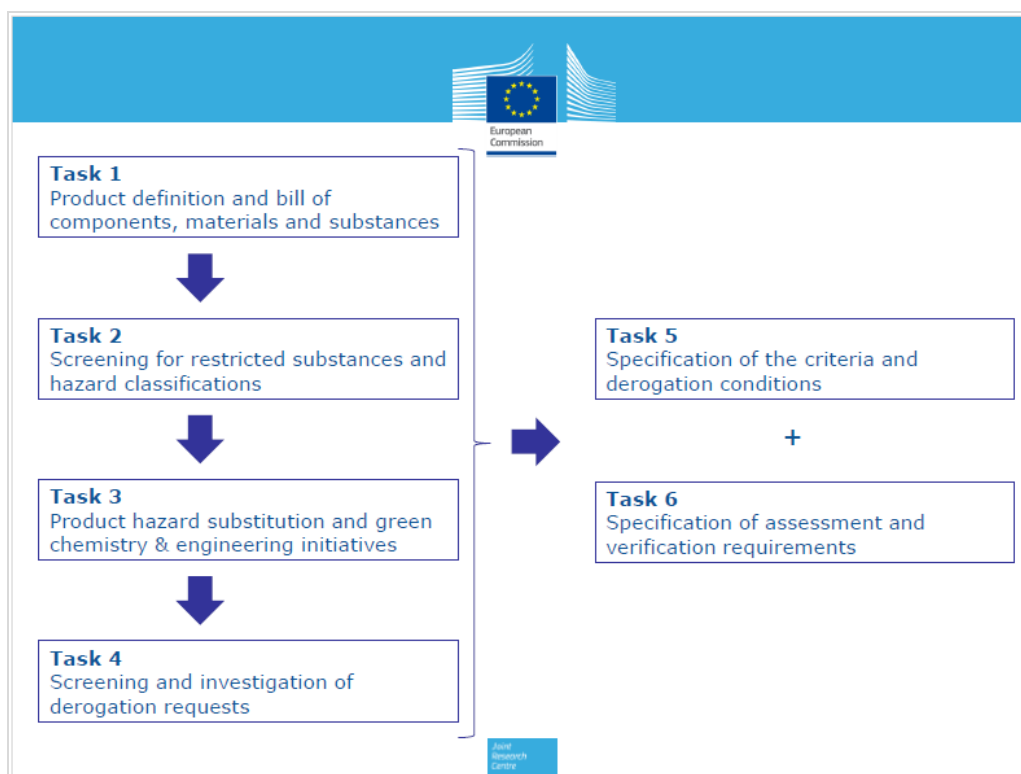 European
Commission
Task 1
Product definition and bill of
components, materials and substances
Task 2
Screening for restricted substances and
hazard classifications
Task 3
Product hazard substitution and green
chemistry & engineering initiatives
Task 4
Screening and investigation of
derogation requests
Task 5
Specification of the criteria and
derogation conditions
+
Task 6
Specification of assessment and
verification requirements
Joint
Research
Centre